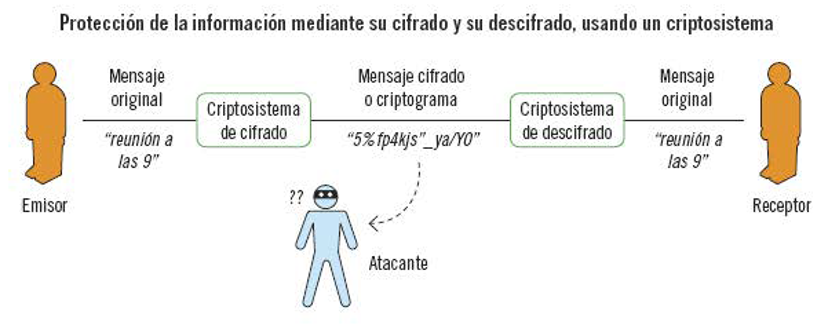 Protección de la información mediante su cifrado y su descifrado, usando un criptosistema
Mensaje
original
Criptosistema
de cifrado
Mensaje cifrado
o criptograma
Criptosistema
de descifrado
Mensaje
original
“reunión a
las 9”
“5%fp4kjs”_ya/Y0”
“reunión a
las 9”
Emisor
??
Atacante
Receptor